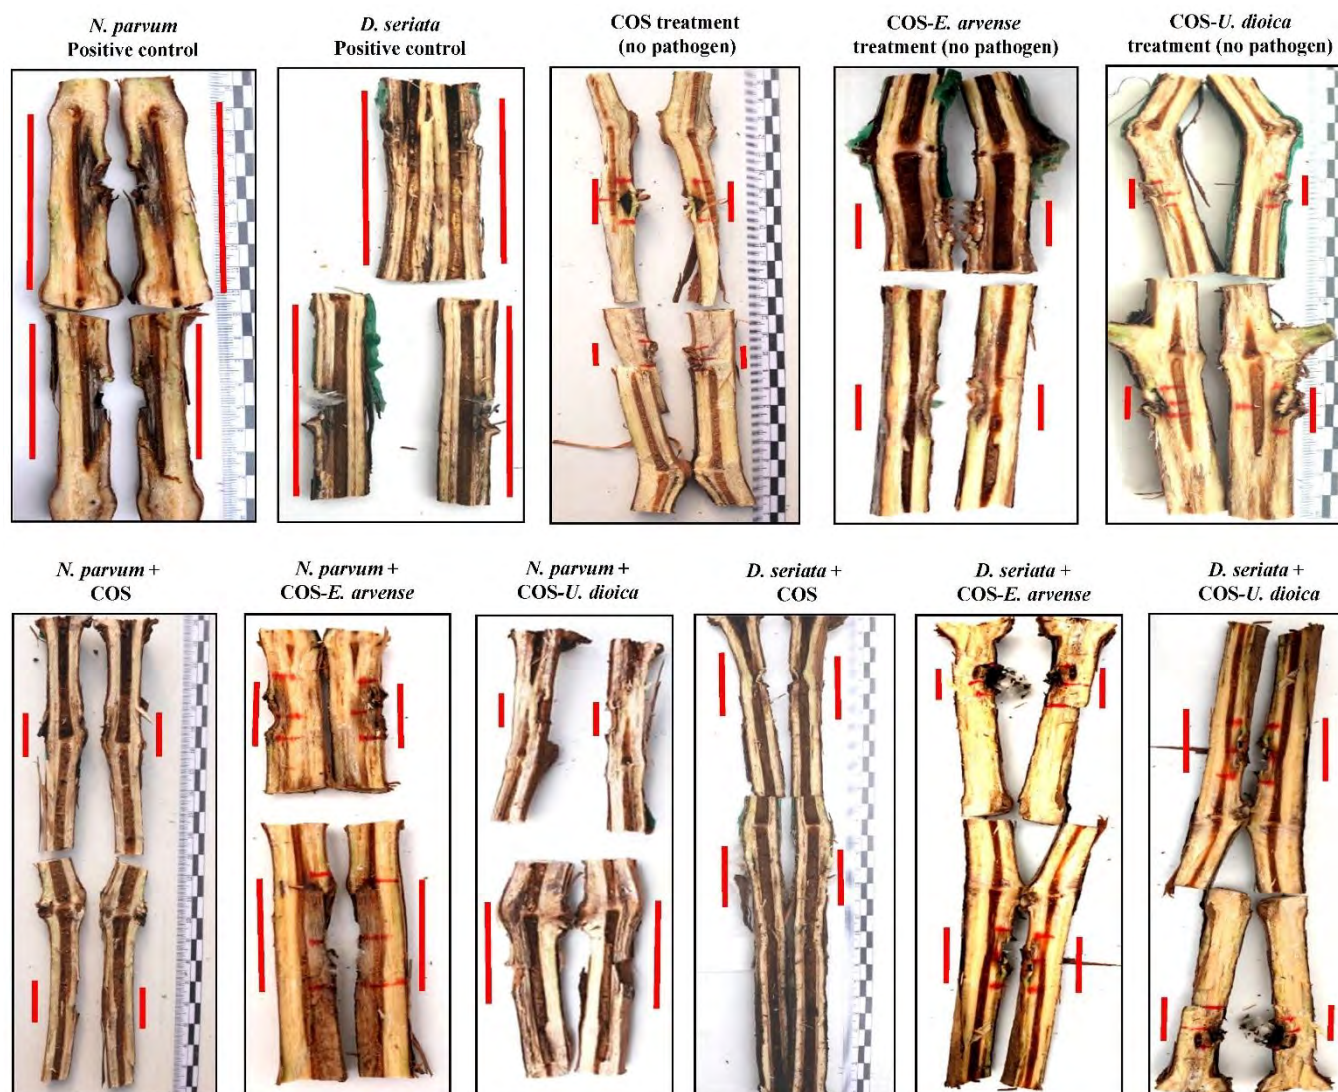 N. parvum
Positive control
D. seriata
Positive control
COS treatment
(no pathogen)
COS-E. arvense
treatment (no pathogen)
COS-U. dioica
treatment (no pathogen)
N. parvum +
COS
N. parvum +
COS-E. arvense
N. parvum +
COS-U. dioica
D. seriata +
COS
D. seriata +
COS-E. arvense
D. seriata +
COS-U. dioica